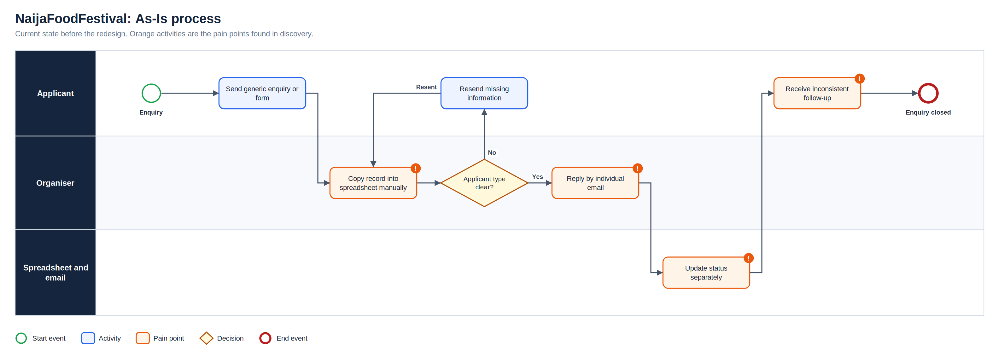 NaijaFoodFestival: As-Is process
Current state before the redesign. Orange activities are the pain points found in discovery.
Applicant
Enquiry
Send generic enquiry or
form
Resent
Resend missing
information
Receive inconsistent
follow-up
!
Enquiry closed
Organiser
Copy record into
spreadsheet manually
!
Applicant type
clear?
No
Yes
Reply by individual
email
!
Spreadsheet and
email
Update status
separately
!
Start event
Activity
Pain point
Decision
End event